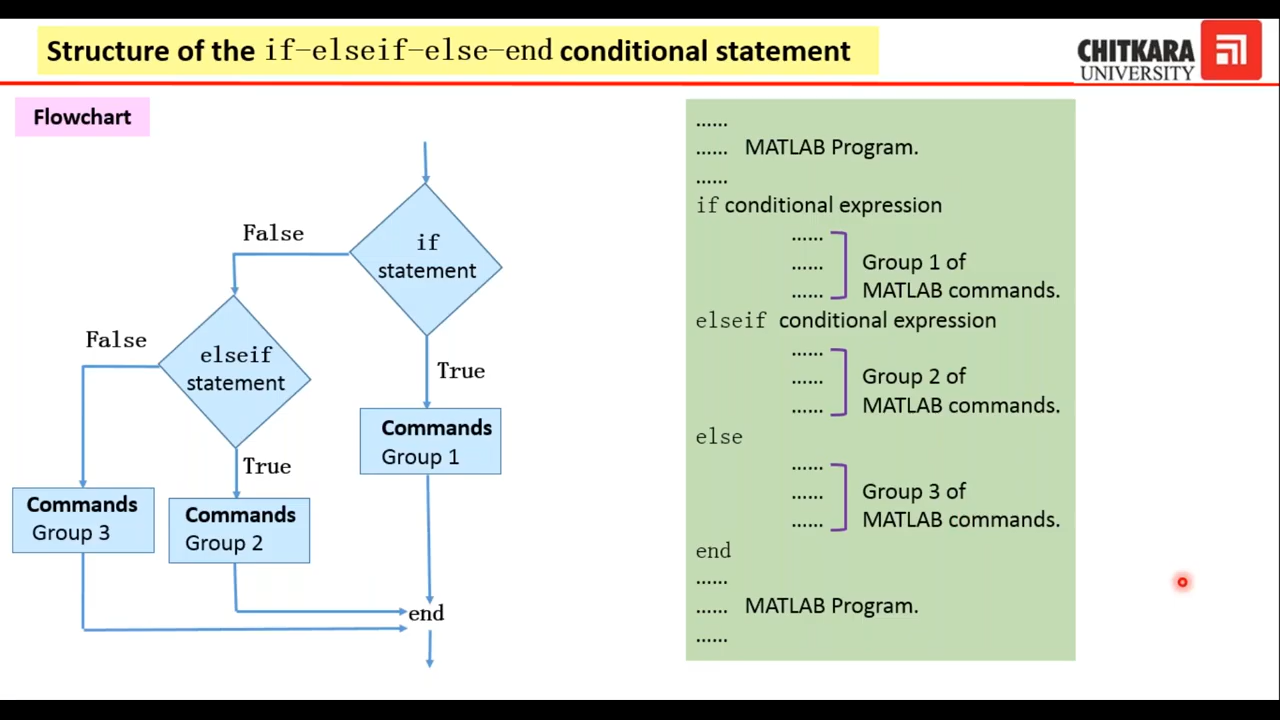 Structure of the if-elseif-else-end conditional statement
CHITKARA
UNIVERSITY
Flowchart
if
statement
False
True
elseif
statement
False
True
Commands
Group 1
Commands
Group 2
Commands
Group 3
end
......
...... MATLAB Program.
......
if conditional expression
......
...... Group 1 of
...... MATLAB commands.
elseif conditional expression
......
...... Group 2 of
...... MATLAB commands.
else
......
...... Group 3 of
...... MATLAB commands.
end
......
...... MATLAB Program.
......